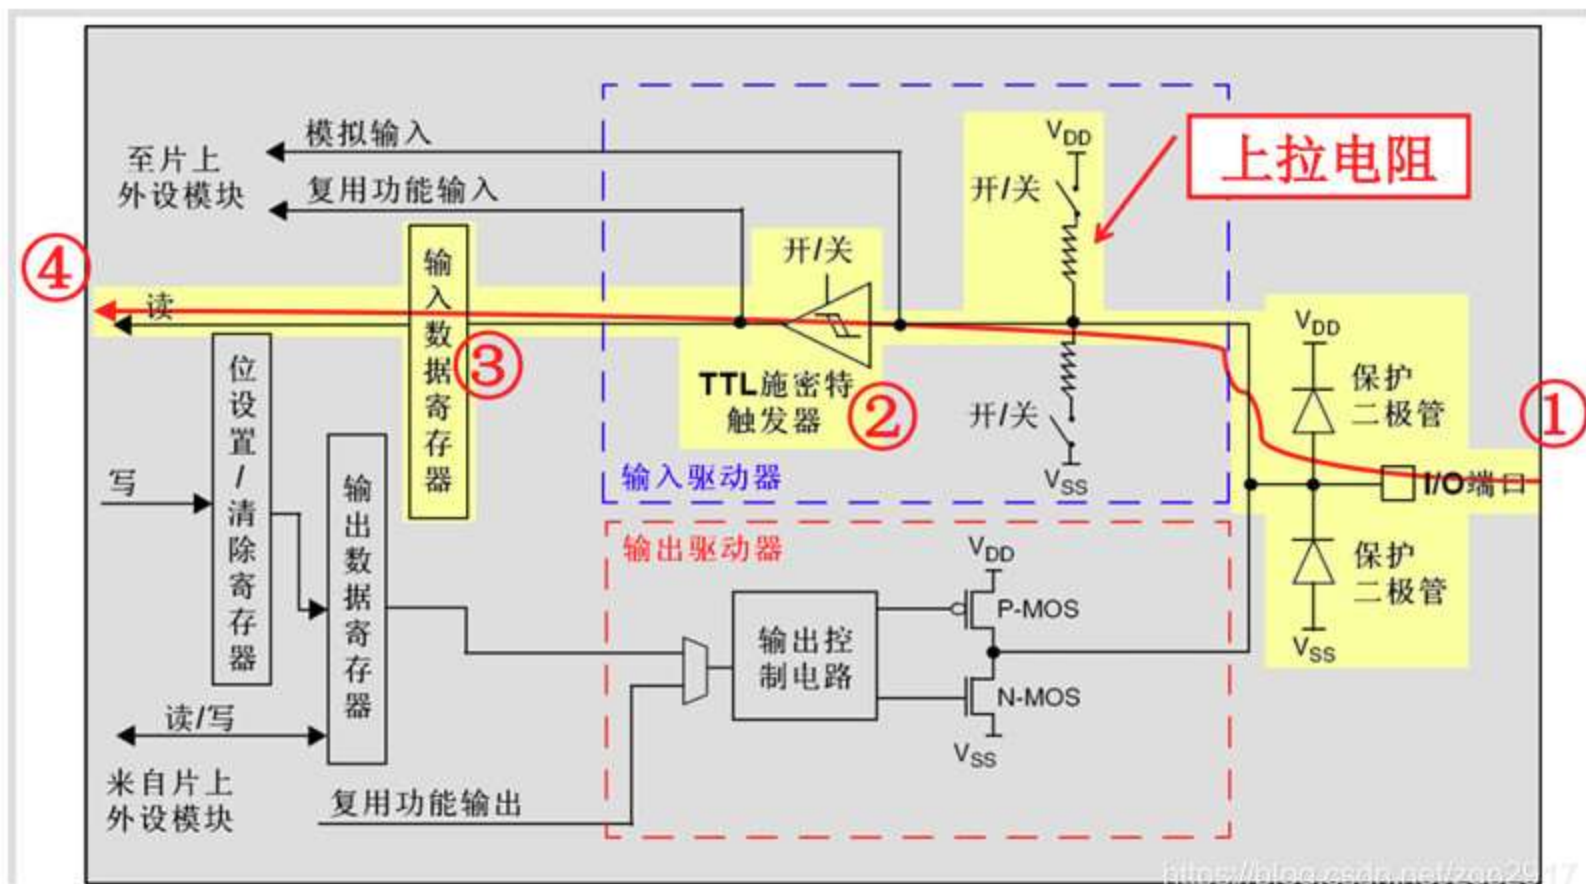 模拟输入
至片上
外设模块
复用功能输入
V_DD
开/关
上拉电阻
④
读
输入数据寄存器
③
开/关
TTL施密特
触发器
②
开/关
V_SS
输入驱动器
V_DD
保护
二极管
①
I/O端口
保护
二极管
V_SS
位设置/清除寄存器
写
输出数据寄存器
读/写
来自片上
外设模块
复用功能输出
输出驱动器
输出控
制电路
V_DD
P-MOS
N-MOS
V_SS